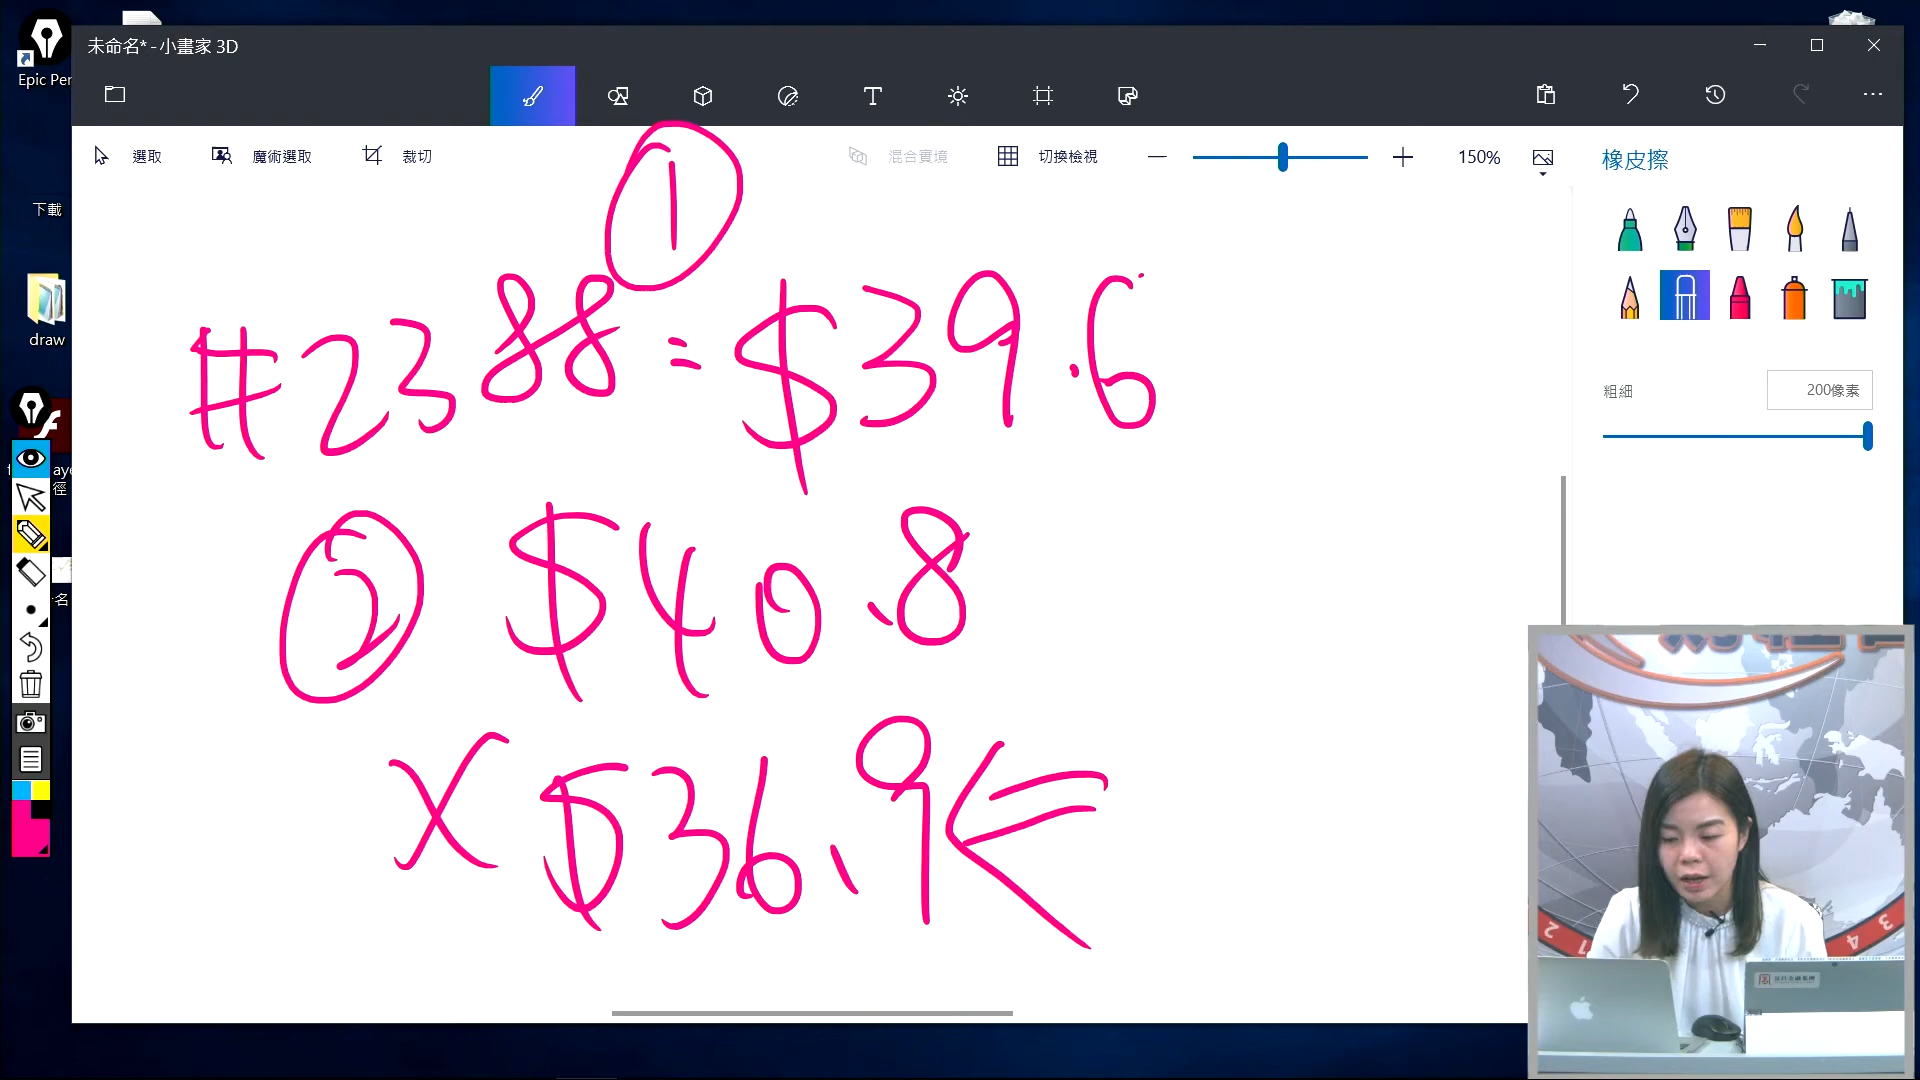 Epic Pen
未命名* - 小畫家 3D
選取
魔術選取
裁切
混合實境
切換檢視
150%
橡皮擦
下載
①
#2388 = $39.6
draw
粗細
200像素
② $40.8
X $36.9